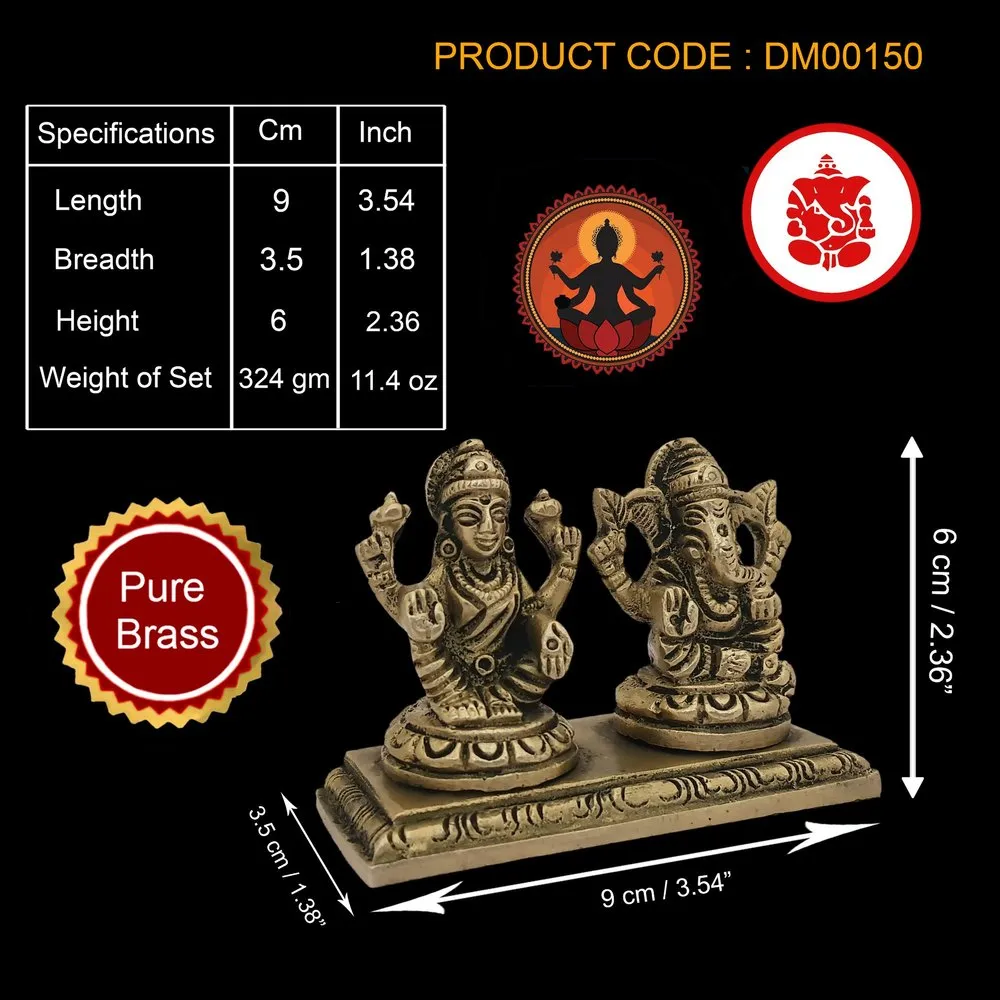 PRODUCT CODE : DM00150
Specifications Cm Inch
Length 9 3.54
Breadth 3.5 1.38
Height 6 2.36
Weight of Set 324 gm 11.4 oz
Pure
Brass
6 cm / 2.36”
3.5 cm / 1.38”
9 cm / 3.54”